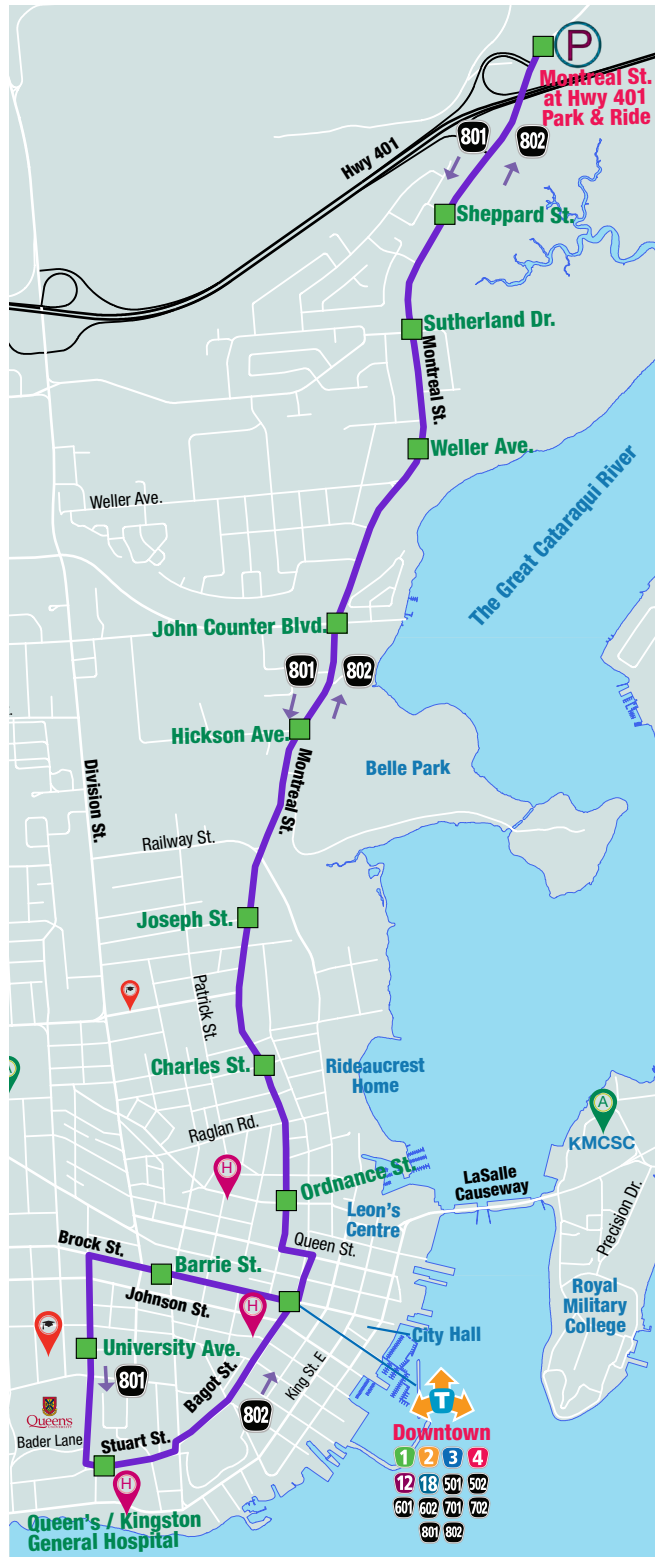 P
Montreal St.
at Hwy 401
Park & Ride
Hwy 401
801
802
Sheppard St.
Sutherland Dr.
Montreal St.
Weller Ave.
Weller Ave.
The Great Cataraqui River
John Counter Blvd.
801
802
Hickson Ave.
Montreal St.
Belle Park
Division St.
Railway St.
Joseph St.
Patrick St.
Charles St.
Rideaucrest
Home
A
KMCSC
Raglan Rd.
H
Ordnance St.
LaSalle
Causeway
Leon's
Centre
Precision Dr.
Queen St.
Brock St.
Barrie St.
Johnson St.
H
Royal
Military
College
City Hall
University Ave.
King St. E
801
Bagot St.
802
Queen's
Bader Lane
Stuart St.
H
Queen's / Kingston
General Hospital
T
Downtown
1 2 3 4
12 18 501 502
601 602 701 702
801 802